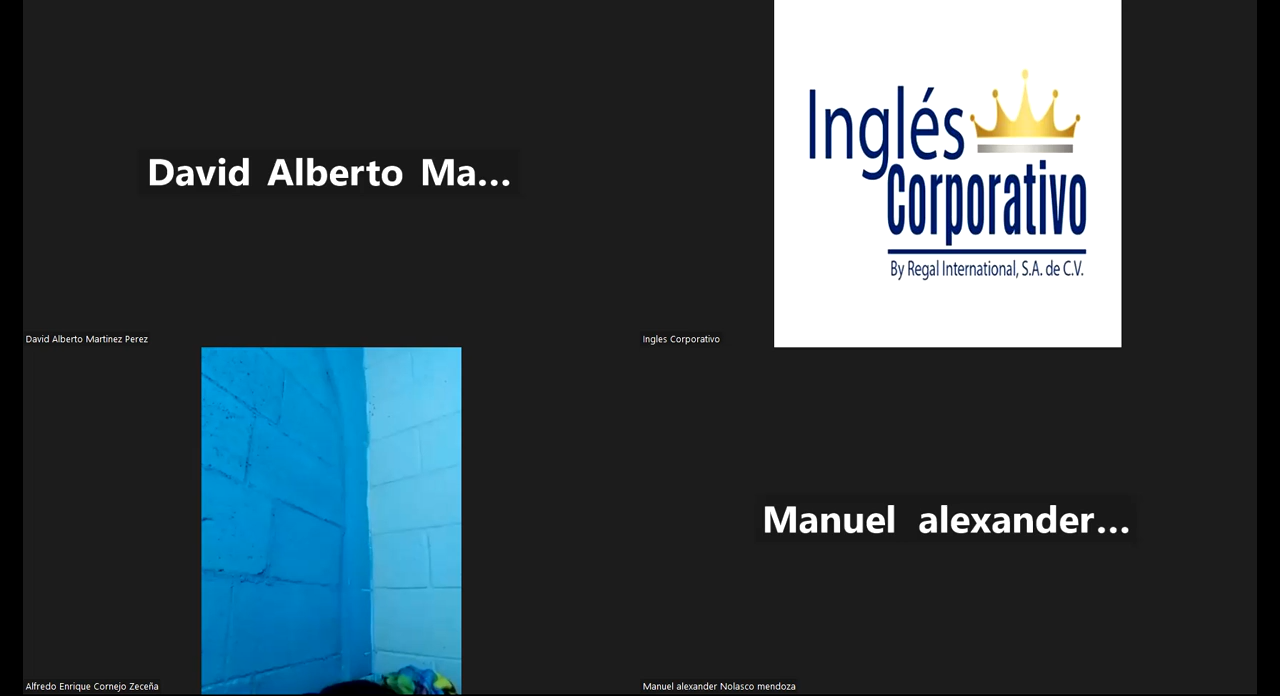 David Alberto Ma...
David Alberto Martinez Perez
Inglés
Corporativo
By Regal International, S.A. de C.V.
Ingles Corporativo
Alfredo Enrique Cornejo Zeceña
Manuel alexander...
Manuel alexander Nolasco mendoza